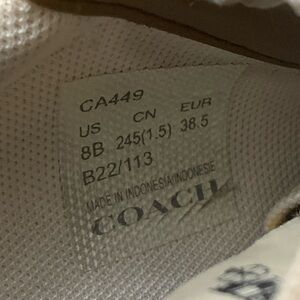 CA449
US CN EUR
8B 245(1.5) 38.5
B22/113
MADE IN INDONESIA/INDONESIE
COACH